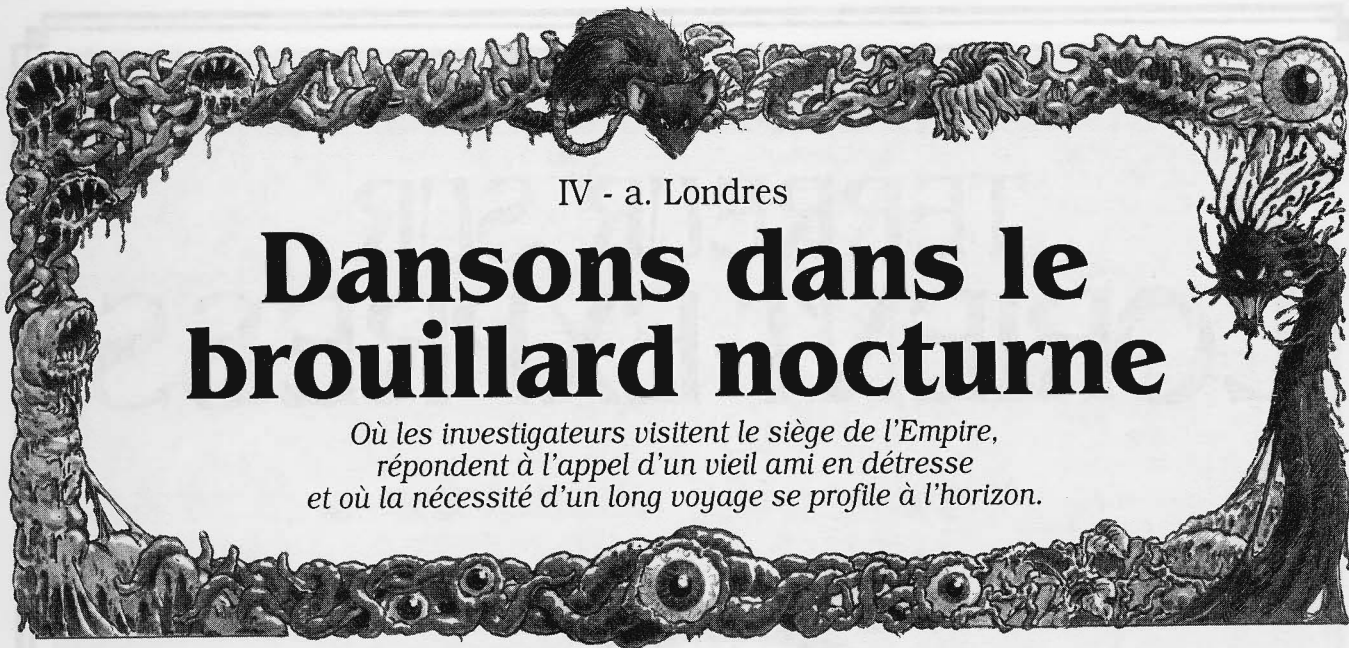 IV - a. Londres
Dansons dans le
brouillard nocturne
Où les investigateurs visitent le siège de l'Empire,
répondent à l'appel d'un vieil ami en détresse
et où la nécessité d'un long voyage se profile à l'horizon.